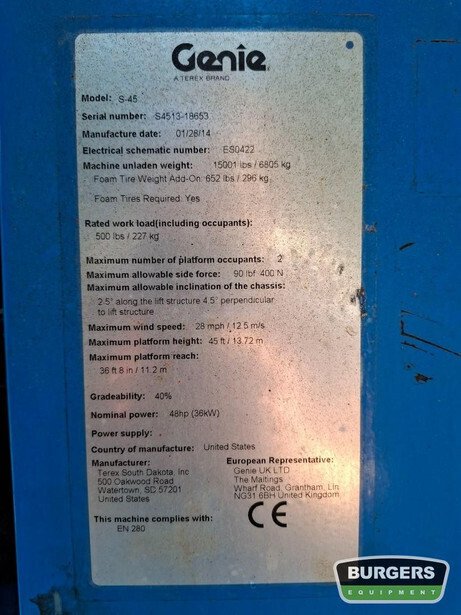 Genie
A TEREX BRAND
Model: S-45
Serial number: S4513-18653
Manufacture date: 01/28/14
Electrical schematic number: ES0422
Machine unladen weight: 15001 lbs / 6805 kg
Foam Tire Weight Add-On: 652 lbs / 296 kg
Foam Tires Required: Yes
Rated work load(including occupants):
500 lbs / 227 kg
Maximum number of platform occupants: 2
Maximum allowable side force: 90 lbf 400 N
Maximum allowable inclination of the chassis:
2.5° along the lift structure 4.5° perpendicular
to lift structure
Maximum wind speed: 28 mph / 12.5 m/s
Maximum platform height: 45 ft / 13.72 m
Maximum platform reach:
36 ft 8 in / 11.2 m
Gradeability: 40%
Nominal power: 48hp (36kW)
Power supply: .
Country of manufacture: United States
Manufacturer:
Terex South Dakota, Inc
500 Oakwood Road
Watertown, SC 57201
United States
European Representative:
Genie UK LTD
The Maltings
Wharf Road, Grantham, Lin
NG31 6BH United Kingdom
This machine complies with:
EN 280
CE
BURGERS
EQUIPMENT